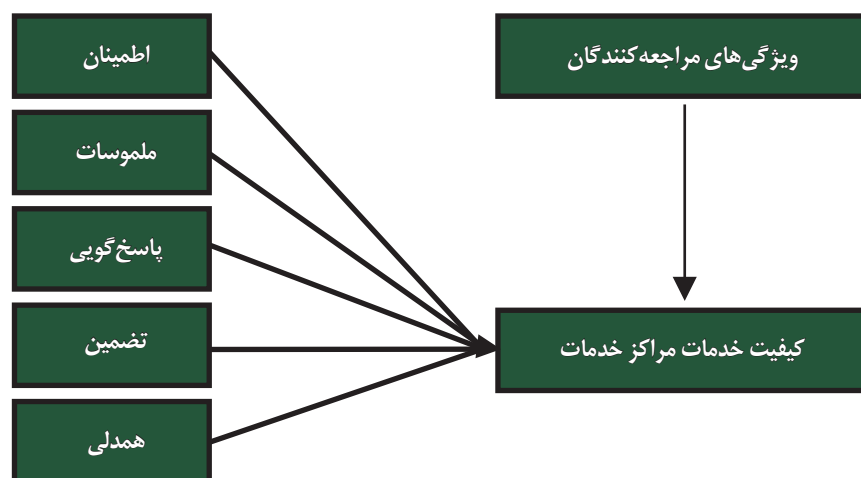 ویژگی‌های مراجعه‌کنندگان
کیفیت خدمات مراکز خدمات
اطمینان
ملموسات
پاسخ‌گویی
تضمین
همدلی